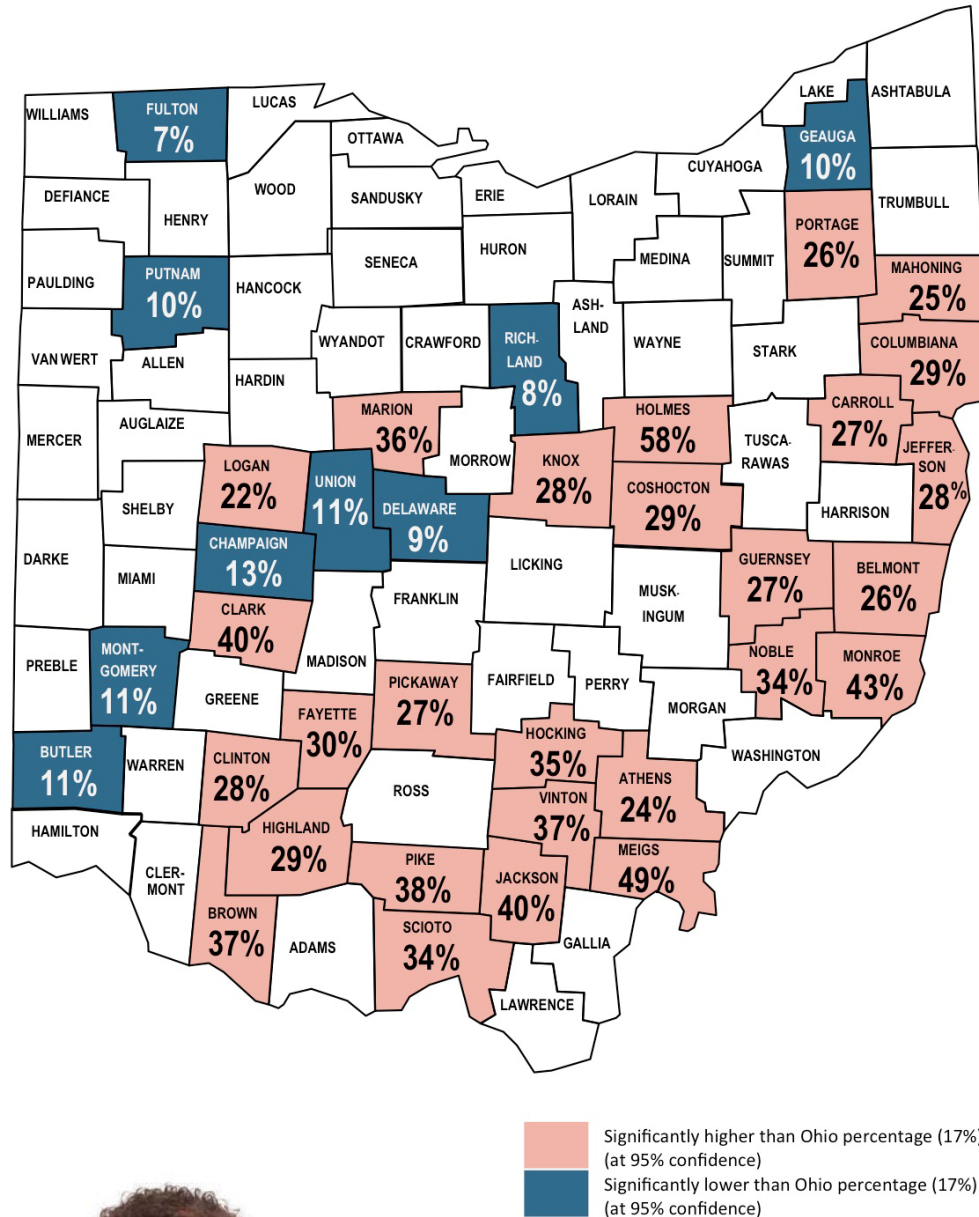 LAKE
ASHTABULA
WILLIAMS
FULTON
7%
LUCAS
OTTAWA
GEAUGA
10%
CUYAHOGA
DEFIANCE
HENRY
WOOD
SANDUSKY
ERIE
LORAIN
TRUMBULL
PORTAGE
26%
HURON
MEDINA
SUMMIT
SENECA
MAHONING
25%
PAULDING
PUTNAM
10%
HANCOCK
ASH-
LAND
WYANDOT
CRAWFORD
RICH-
LAND
8%
WAYNE
STARK
COLUMBIANA
29%
VAN WERT
ALLEN
HARDIN
MARION
36%
HOLMES
58%
CARROLL
27%
MERCER
AUGLAIZE
MORROW
KNOX
28%
TUSCA-
RAWAS
JEFFER-
SON
28%
LOGAN
22%
UNION
11%
DELAWARE
9%
COSHOCTON
29%
HARRISON
SHELBY
DARKE
CHAMPAIGN
13%
LICKING
GUERNSEY
27%
BELMONT
26%
MIAMI
FRANKLIN
MUSK-
INGUM
CLARK
40%
MADISON
PREBLE
MONT-
GOMERY
11%
GREENE
PICKAWAY
27%
FAIRFIELD
PERRY
MORGAN
NOBLE
34%
MONROE
43%
FAYETTE
30%
HOCKING
35%
WASHINGTON
BUTLER
11%
WARREN
CLINTON
28%
ROSS
VINTON
37%
ATHENS
24%
HAMILTON
CLER-
MONT
HIGHLAND
29%
PIKE
38%
JACKSON
40%
MEIGS
49%
BROWN
37%
ADAMS
SCIOTO
34%
GALLIA
LAWRENCE
Significantly higher than Ohio percentage (17%)
(at 95% confidence)
Significantly lower than Ohio percentage (17%)
(at 95% confidence)